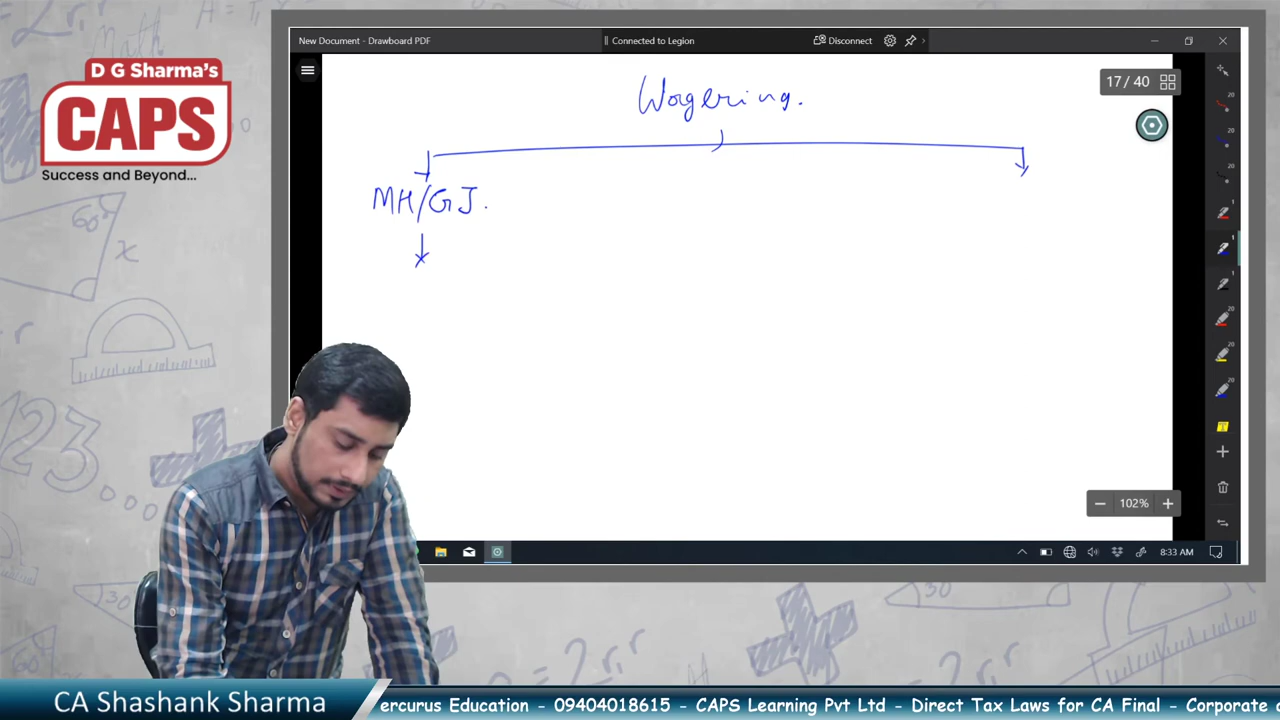 D G Sharma's
CAPS
Success and Beyond...
New Document - Drawboard PDF
Connected to Legion
Disconnect
17 / 40
Wagering.
MH/GJ.
102%
8:33 AM
CA Shashank Sharma
ercurus Education - 09404018615 - CAPS Learning Pvt Ltd - Direct Tax Laws for CA Final - Corporate